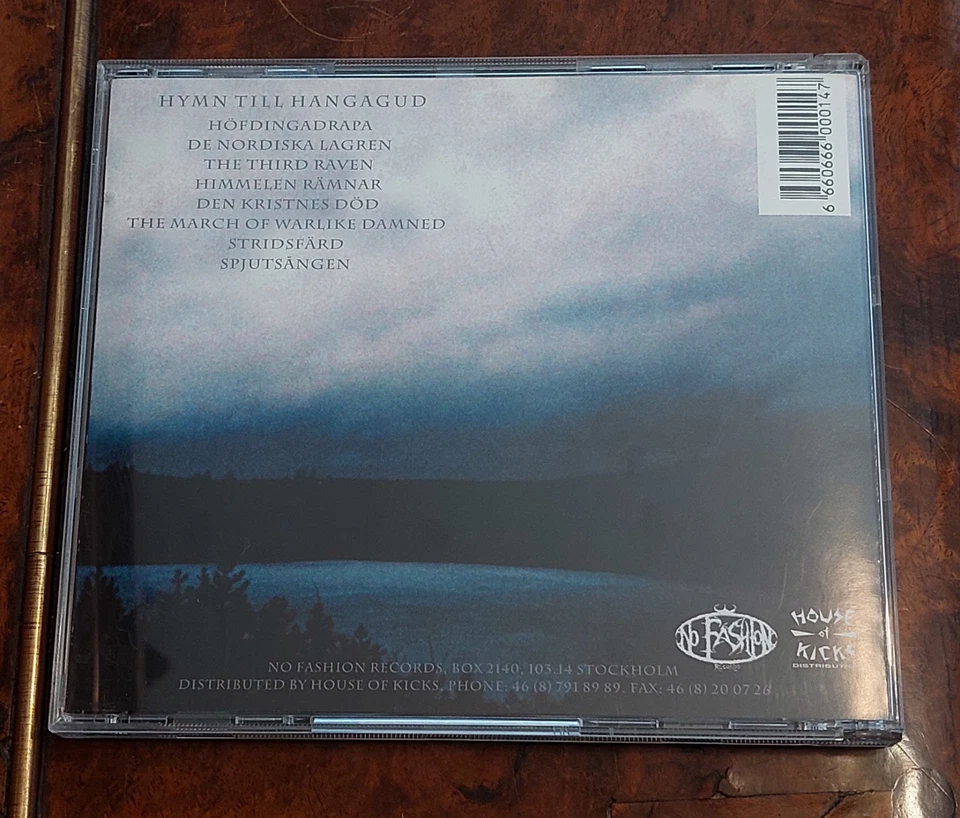 HYMN TILL HANGAGUD
HÖFDINGADRAPA
DE NORDISKA LAGREN
THE THIRD RAVEN
HIMMELEN RÄMNAR
DEN KRISTNES DÖD
THE MARCH OF WARLIKE DAMNED
STRIDSFÄRD
SPJUTSÅNGEN
6 660666 000147
NO FASHION
RECORDS
HOUSE
of
KICKS
NO FASHION RECORDS, BOX 2140, 103 14 STOCKHOLM
DISTRIBUTED BY HOUSE OF KICKS, PHONE: 46 (8) 791 89 89. FAX: 46 (8) 20 07 26